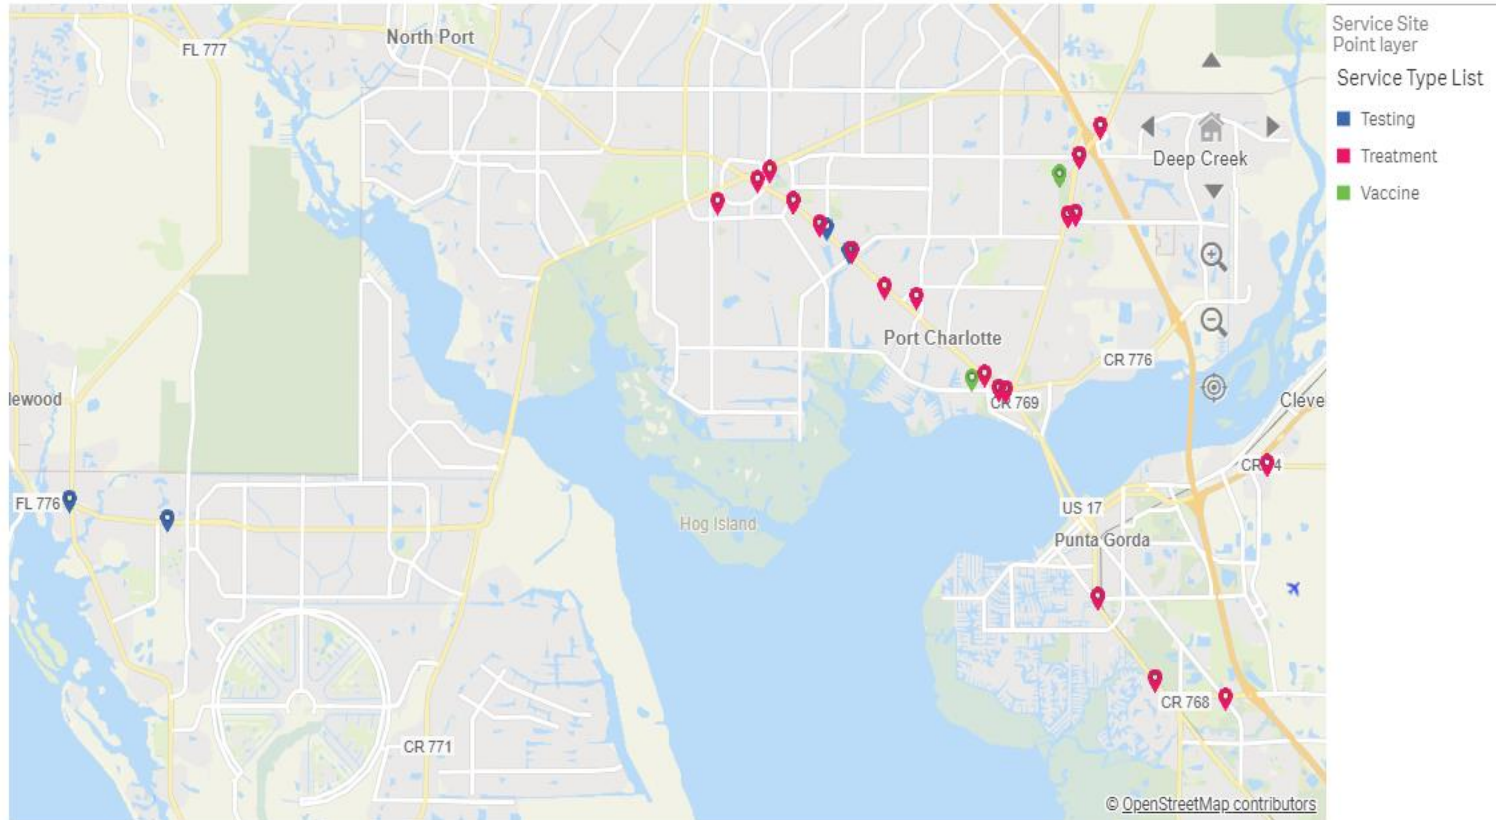 North Port
FL 777
Service Site
Point layer
Service Type List
Testing
Treatment
Vaccine
Deep Creek
Port Charlotte
CR 776
lewood
CR 769
Cleve
FL 776
US 17
Hog Island
Punta Gorda
CR 768
CR 771
© OpenStreetMap contributors